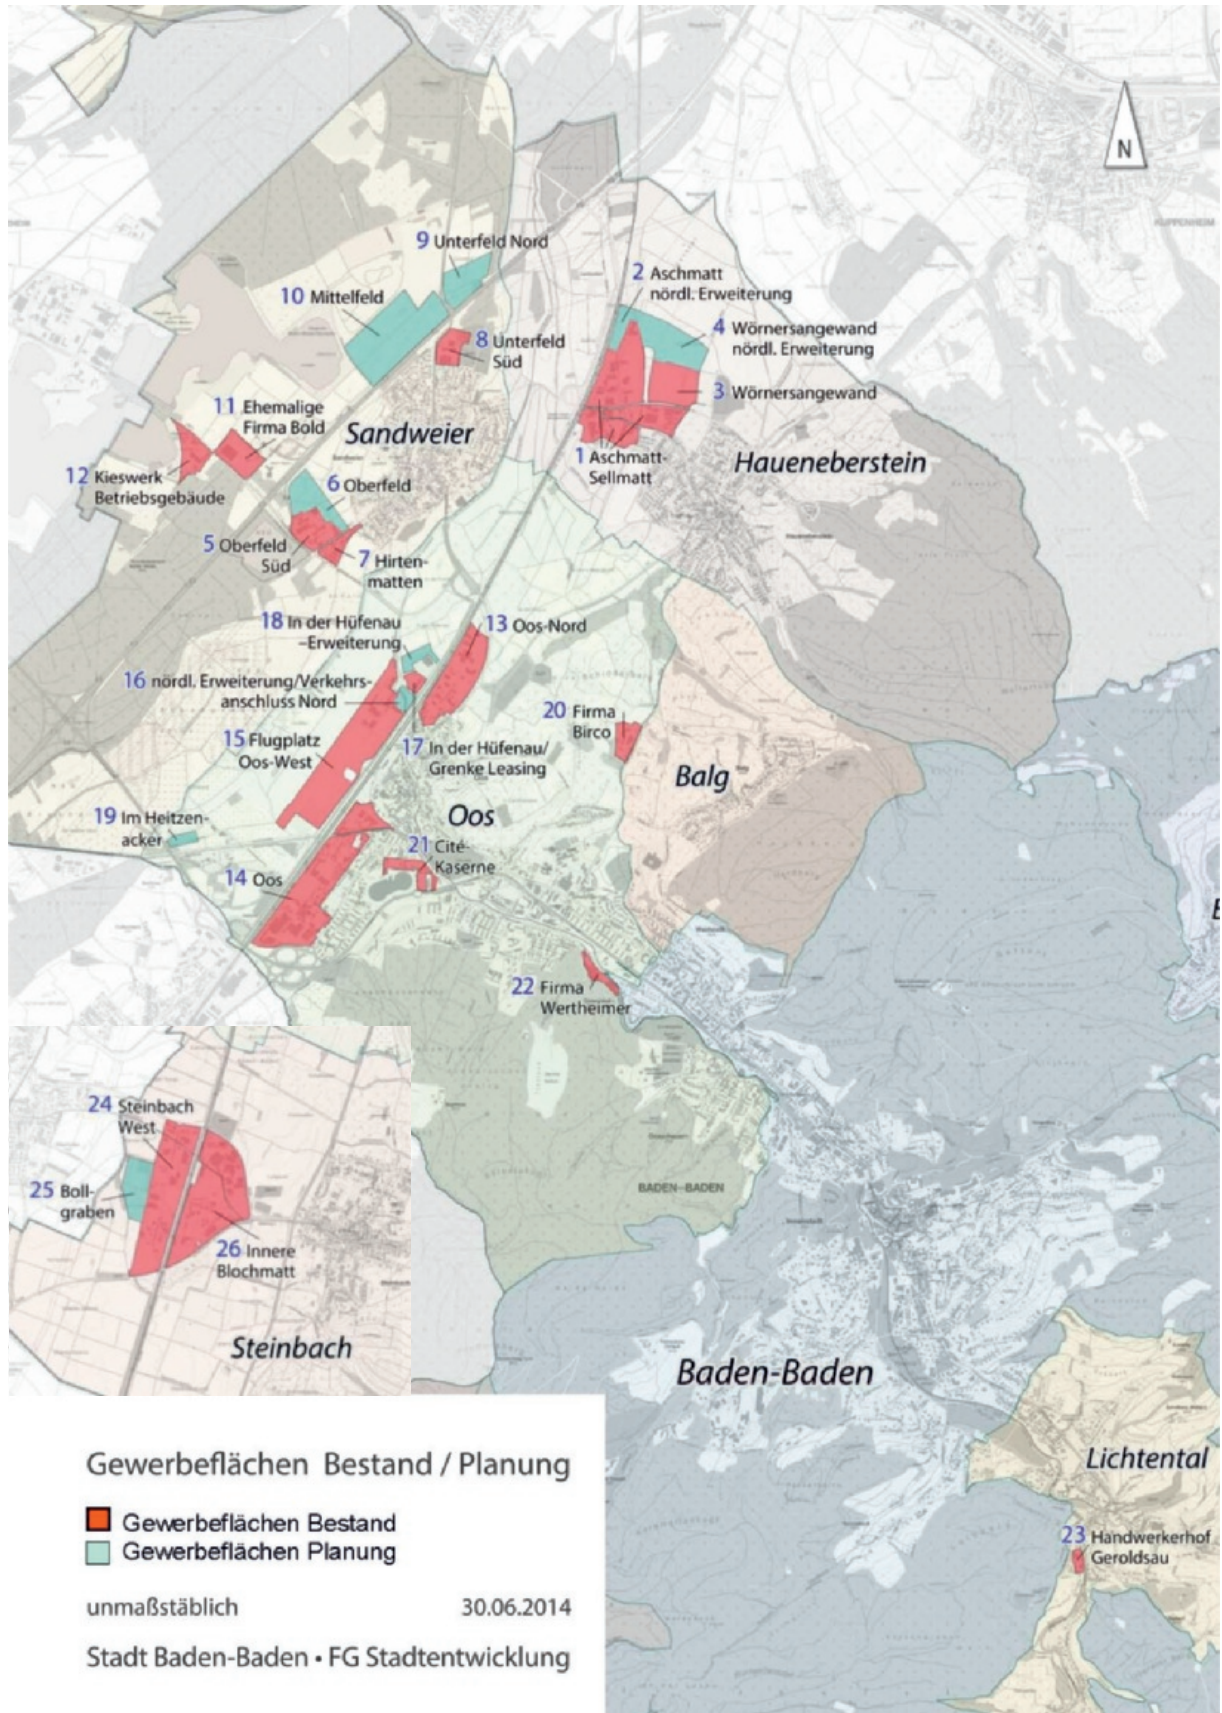 N
KUPPENHEIM
9 Unterfeld Nord
2 Aschmatt
nördl. Erweiterung
10 Mittelfeld
4 Wörnersangewand
nördl. Erweiterung
8 Unterfeld
Süd
3 Wörnersangewand
11 Ehemalige
Firma Bold
Sandweier
1 Aschmatt-
Sellmatt
Haueneberstein
12 Kieswerk
Betriebsgebäude
6 Oberfeld
5 Oberfeld
Süd
7 Hirten-
matten
18 In der Hüfenau
–Erweiterung
13 Oos-Nord
16 nördl. Erweiterung/Verkehrs-
anschluss Nord
20 Firma
Birco
15 Flugplatz
Oos-West
17 In der Hüfenau/
Grenke Leasing
Balg
19 Im Heitzen-
acker
Oos
21 Cité-
Kaserne
14 Oos
22 Firma
Wertheimer
24 Steinbach
West
25 Boll-
graben
BADEN-BADEN
26 Innere
Blochmatt
Steinbach
Baden-Baden
Lichtental
23 Handwerkerhof
Geroldsau
Gewerbeflächen Bestand / Planung
Gewerbeflächen Bestand
Gewerbeflächen Planung
unmaßstäblich 30.06.2014
Stadt Baden-Baden • FG Stadtentwicklung